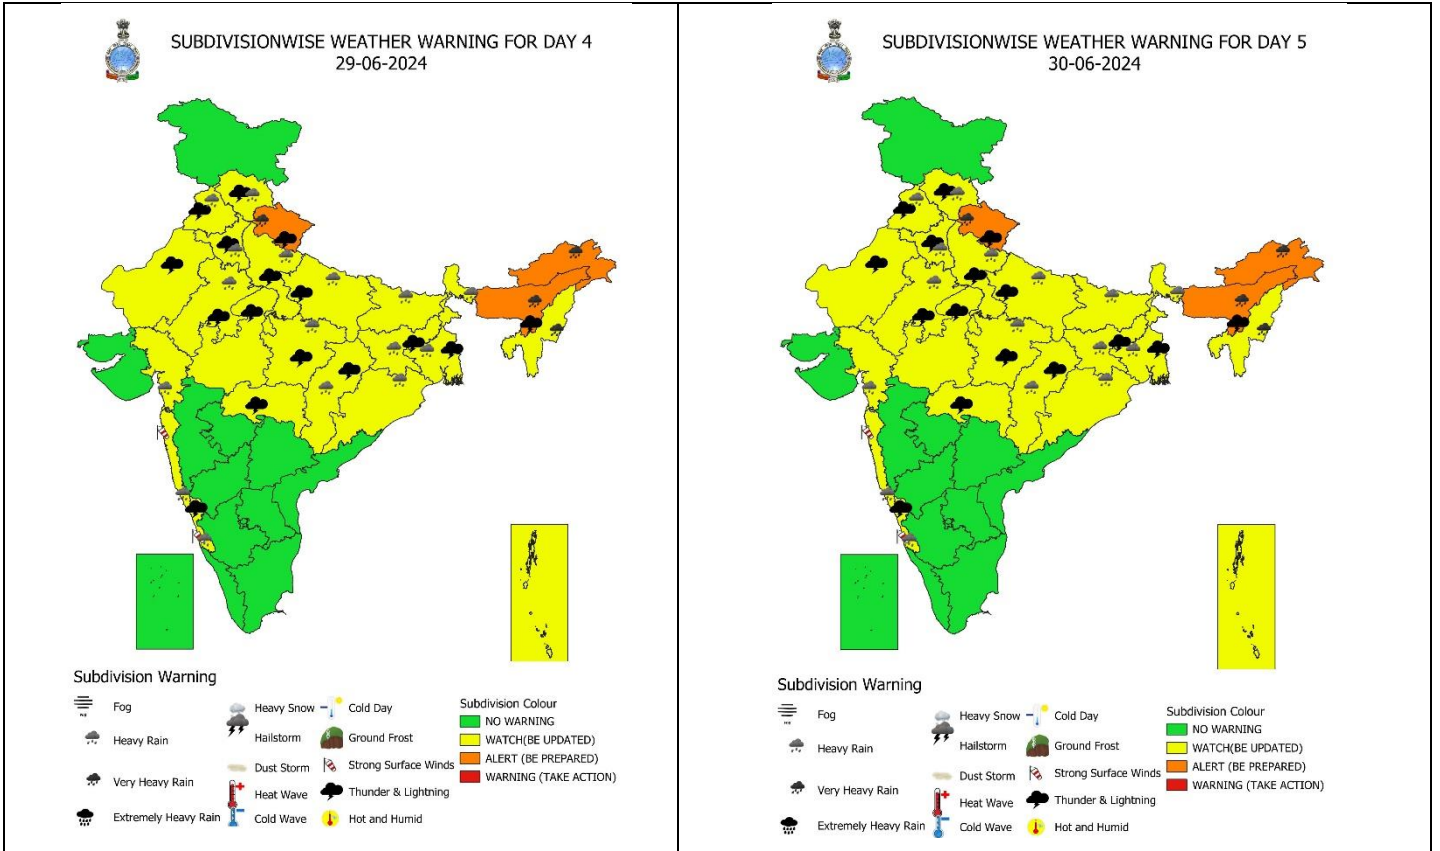 SUBDIVISIONWISE WEATHER WARNING FOR DAY 4
29-06-2024
Subdivision Warning
Fog
Heavy Rain
Very Heavy Rain
Extremely Heavy Rain
Heavy Snow
Hailstorm
Dust Storm
Heat Wave
Cold Wave
Cold Day
Ground Frost
Strong Surface Winds
Thunder & Lightning
Hot and Humid
Subdivision Colour
NO WARNING
WATCH(BE UPDATED)
ALERT (BE PREPARED)
WARNING (TAKE ACTION)
SUBDIVISIONWISE WEATHER WARNING FOR DAY 5
30-06-2024
Subdivision Warning
Fog
Heavy Rain
Very Heavy Rain
Extremely Heavy Rain
Heavy Snow
Hailstorm
Dust Storm
Heat Wave
Cold Wave
Cold Day
Ground Frost
Strong Surface Winds
Thunder & Lightning
Hot and Humid
Subdivision Colour
NO WARNING
WATCH(BE UPDATED)
ALERT (BE PREPARED)
WARNING (TAKE ACTION)